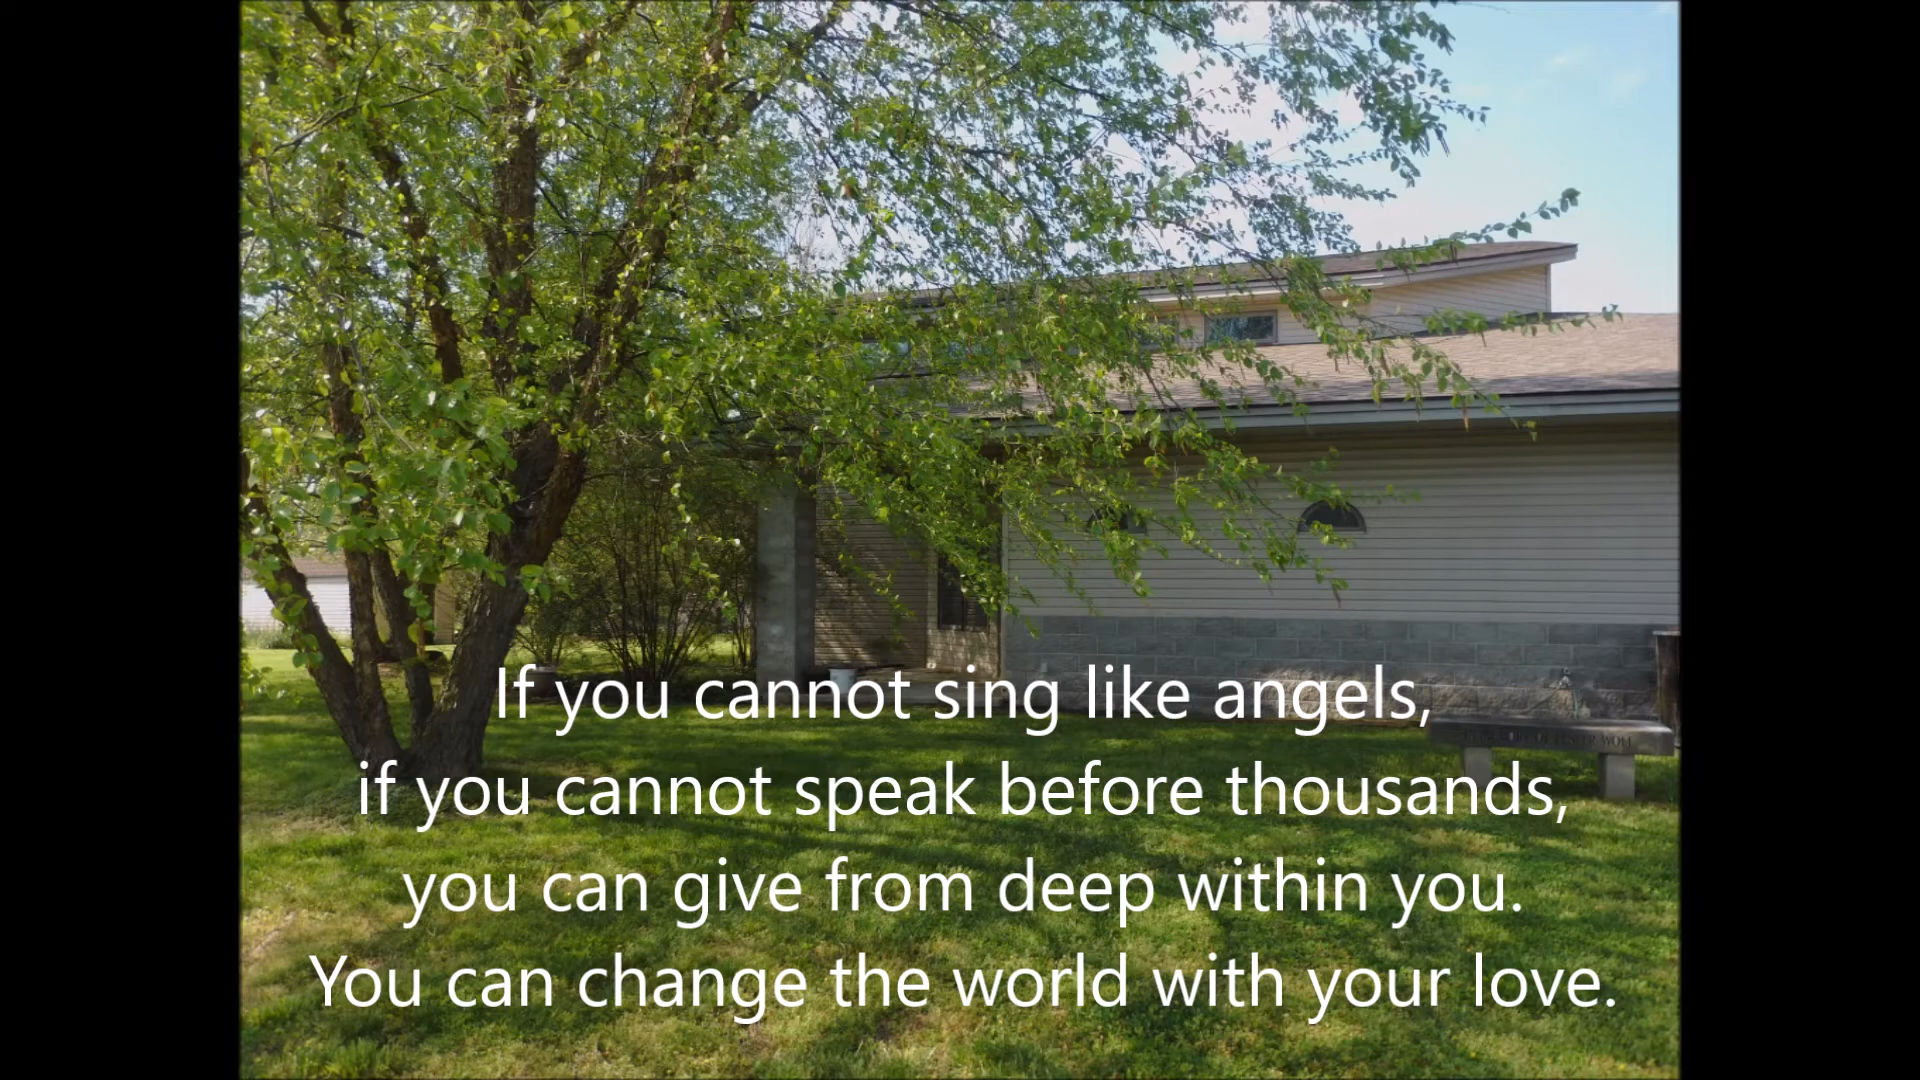 If you cannot sing like angels,
if you cannot speak before thousands,
you can give from deep within you.
You can change the world with your love.